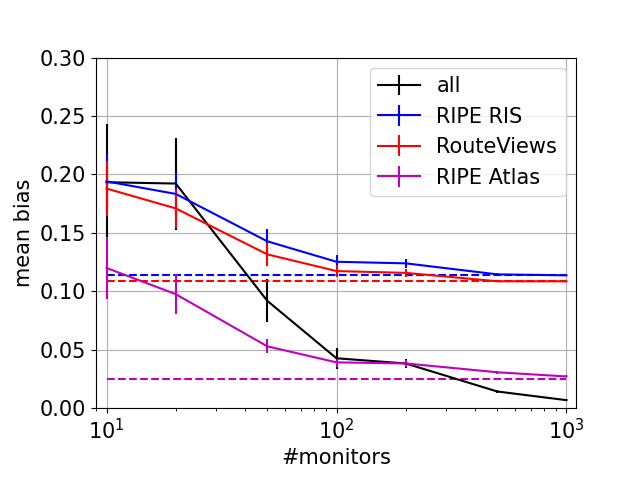 0.30
0.25
0.20
0.15
0.10
0.05
0.00
mean bias
all
RIPE RIS
RouteViews
RIPE Atlas
10¹ 10² 10³
#monitors